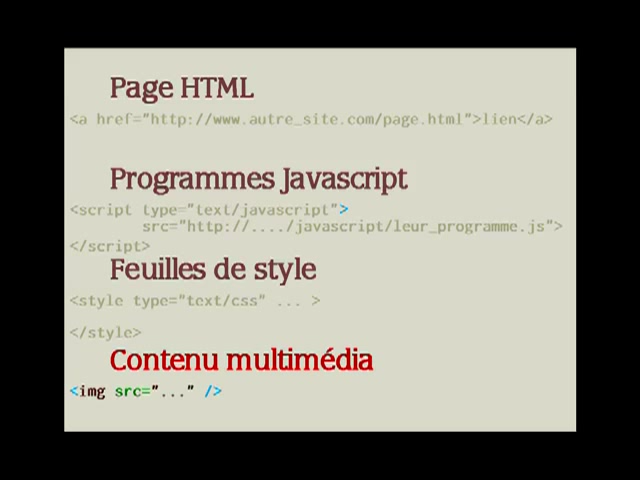 Page HTML
<a href="http://www.autre_site.com/page.html">lien</a>
Programmes Javascript
<script type="text/javascript">
src="http://..../javascript/leur_programme.js">
</script>
Feuilles de style
<style type="text/css" ... >
</style>
Contenu multimédia
<img src="..." />